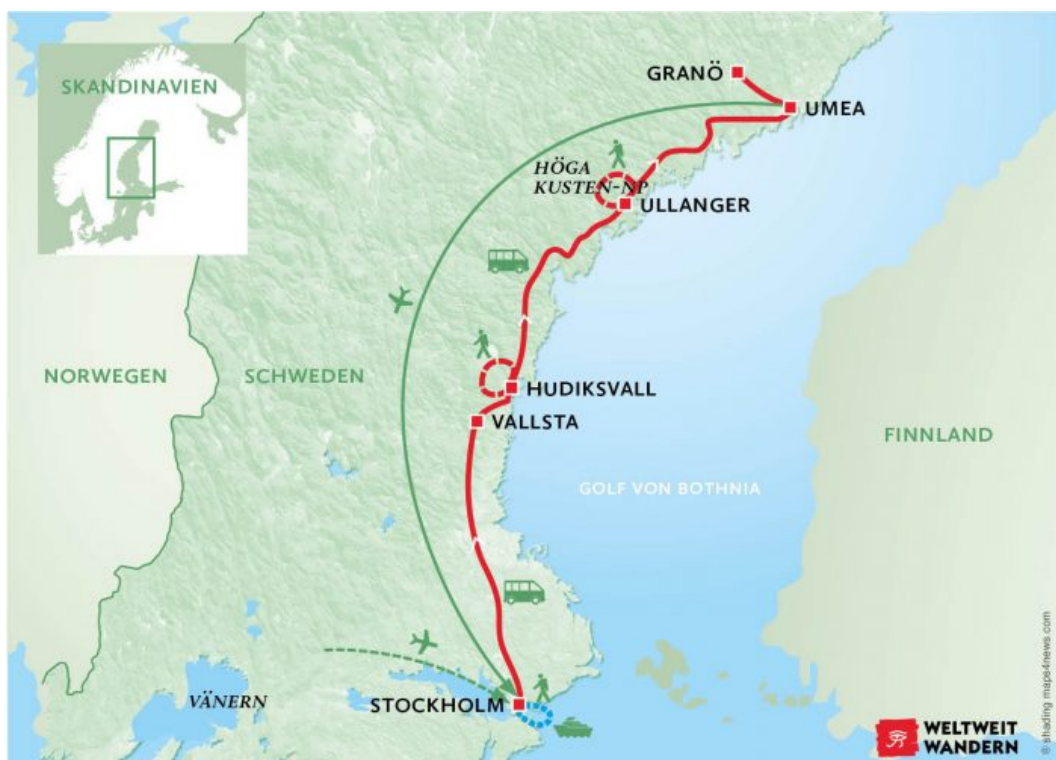 SKANDINAVIEN
GRANÖ
UMEA
HÖGA
KUSTEN-NP
ULLANGER
NORWEGEN
SCHWEDEN
HUDIKSVALL
VALLSTA
FINNLAND
GOLF VON BOTHNIA
VÄNERN
STOCKHOLM
WELTWEIT
WANDERN
© shading maps4news.com